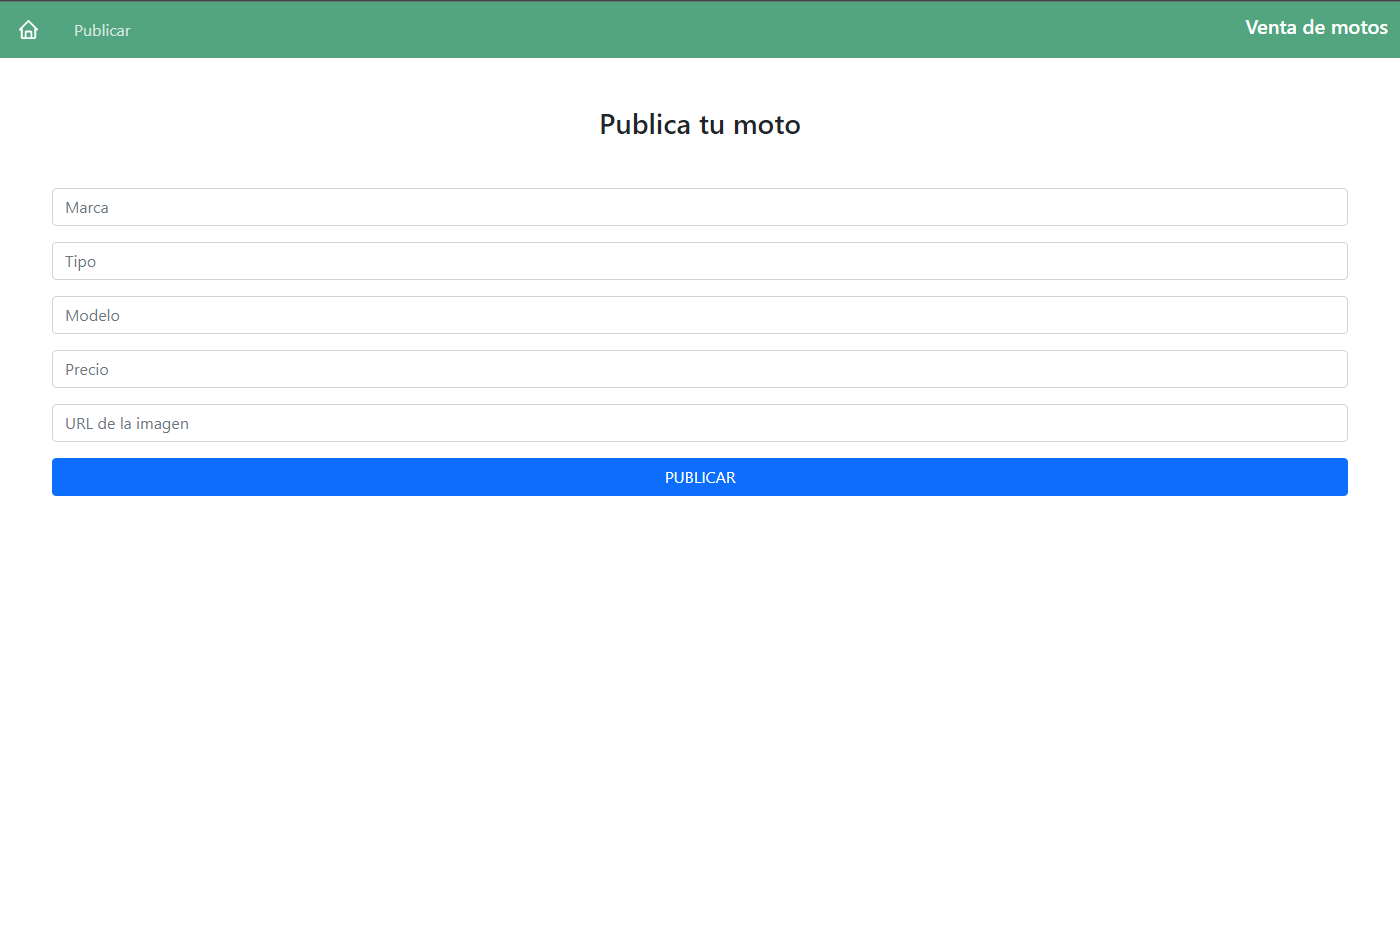 Publicar
Venta de motos
Publica tu moto
Marca
Tipo
Modelo
Precio
URL de la imagen
PUBLICAR